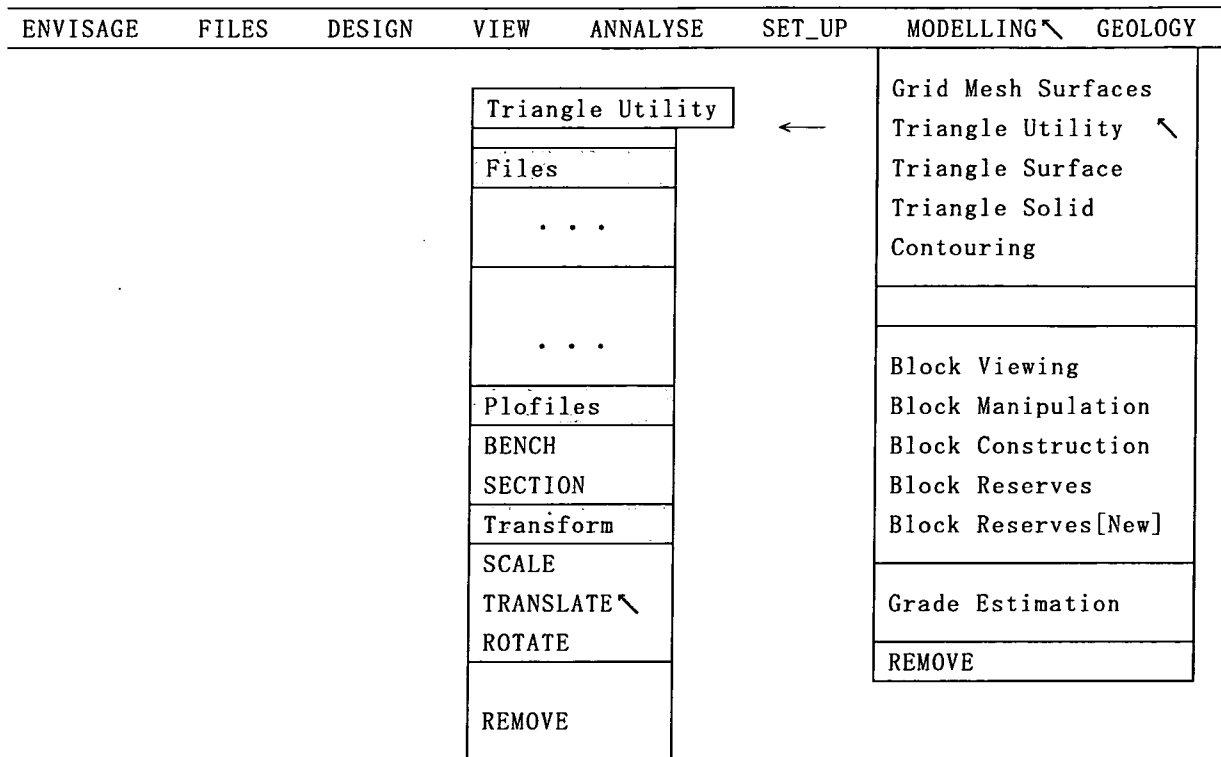 ENVISAGE FILES DESIGN VIEW ANNALYSE SET_UP MODELLING↖ GEOLOGY
Triangle Utility ←
Files
. . .
. . .
Plofiles
BENCH
SECTION
Transform
SCALE
TRANSLATE↖
ROTATE
REMOVE
Grid Mesh Surfaces
Triangle Utility ↖
Triangle Surface
Triangle Solid
Contouring
Block Viewing
Block Manipulation
Block Construction
Block Reserves
Block Reserves[New]
Grade Estimation
REMOVE